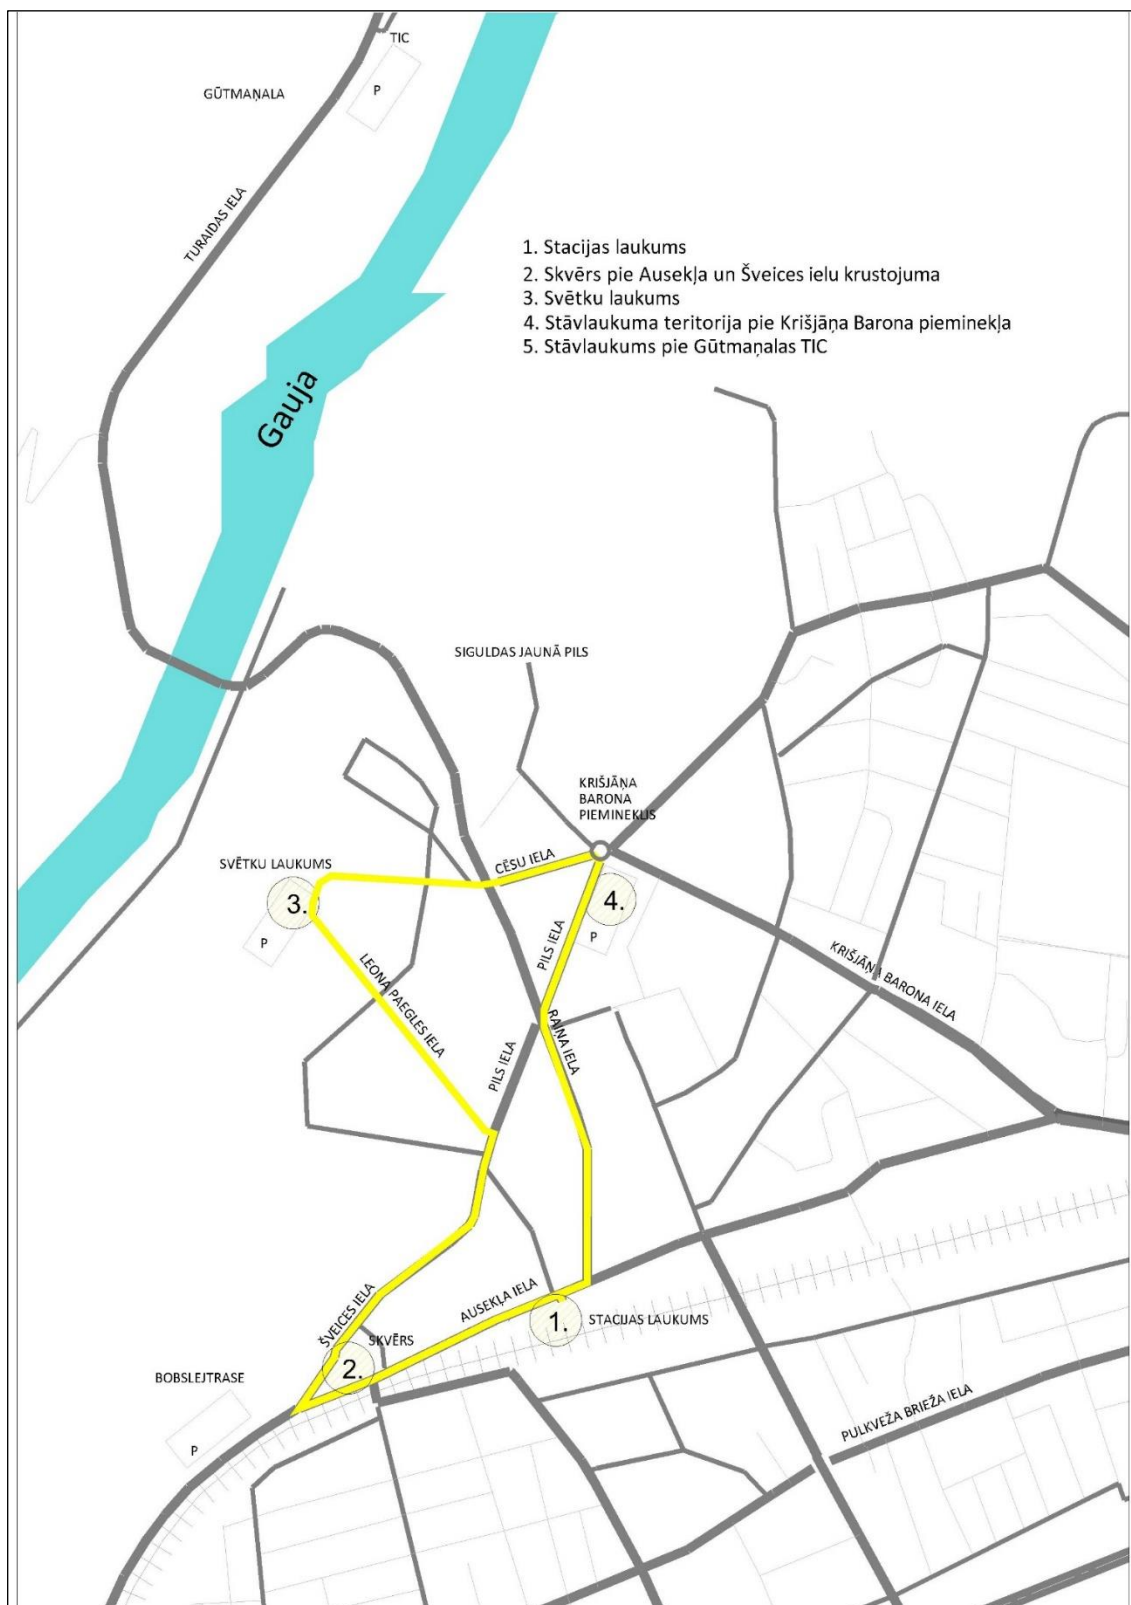 TIC
P
GŪTMAŅALA
TURAIDAS IELA
1. Stacijas laukums
2. Skvērs pie Ausekļa un Šveices ielu krustojuma
3. Svētku laukums
4. Stāvlaukuma teritorija pie Krišjāņa Barona pieminekļa
5. Stāvlaukums pie Gūtmaņalas TIC
Gauja
SIGULDAS JAUNĀ PILS
KRIŠJĀŅA
BARONA
PIEMINEKLIS
CĒSU IELA
SVĒTKU LAUKUMS
3.
4.
P
P
PILS IELA
LEONA PAEGLES IELA
KRIŠJĀŅA BARONA IELA
RAIŅA IELA
PILS IELA
AUSEKĻA IELA
1.
STACIJAS LAUKUMS
ŠVEICES IELA
SKVĒRS
2.
BOBSLEJTRASE
P
PULKVEŽA BRIEŽA IELA